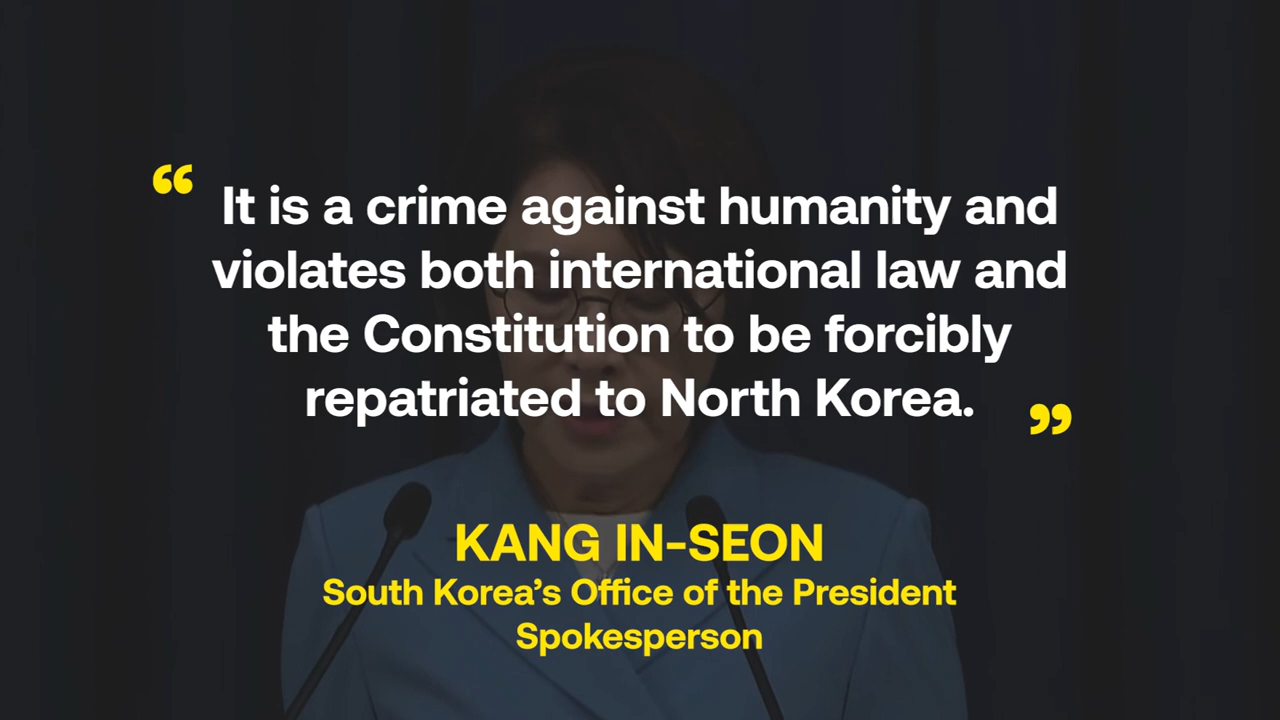 “ It is a crime against humanity and
violates both international law and
the Constitution to be forcibly
repatriated to North Korea. ”
KANG IN-SEON
South Korea’s Office of the President
Spokesperson